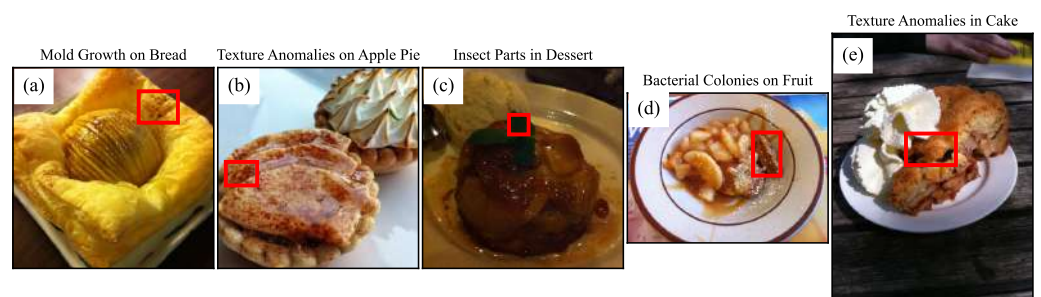 Mold Growth on Bread
(a)
Texture Anomalies on Apple Pie
(b)
Insect Parts in Dessert
(c)
Bacterial Colonies on Fruit
(d)
Texture Anomalies in Cake
(e)